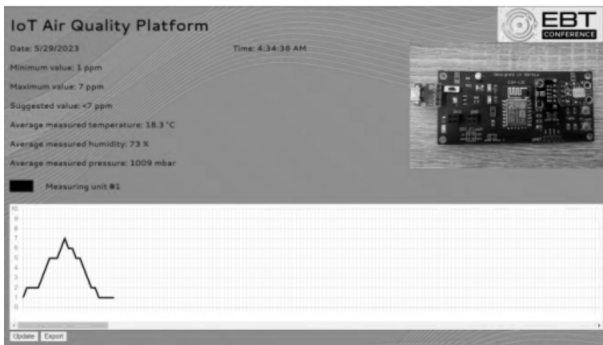 IoT Air Quality Platform
EBT
CONFERENCE
Date: 5/29/2023
Time: 4:34:38 AM
Minimum value: 1 ppm
Maximum value: 7 ppm
Suggested value: <7 ppm
Average measured temperature: 18.3 °C
Average measured humidity: 73 %
Average measured pressure: 1009 mbar
Measuring unit #1
10
9
8
7
6
5
4
3
2
1
0
Update
Export